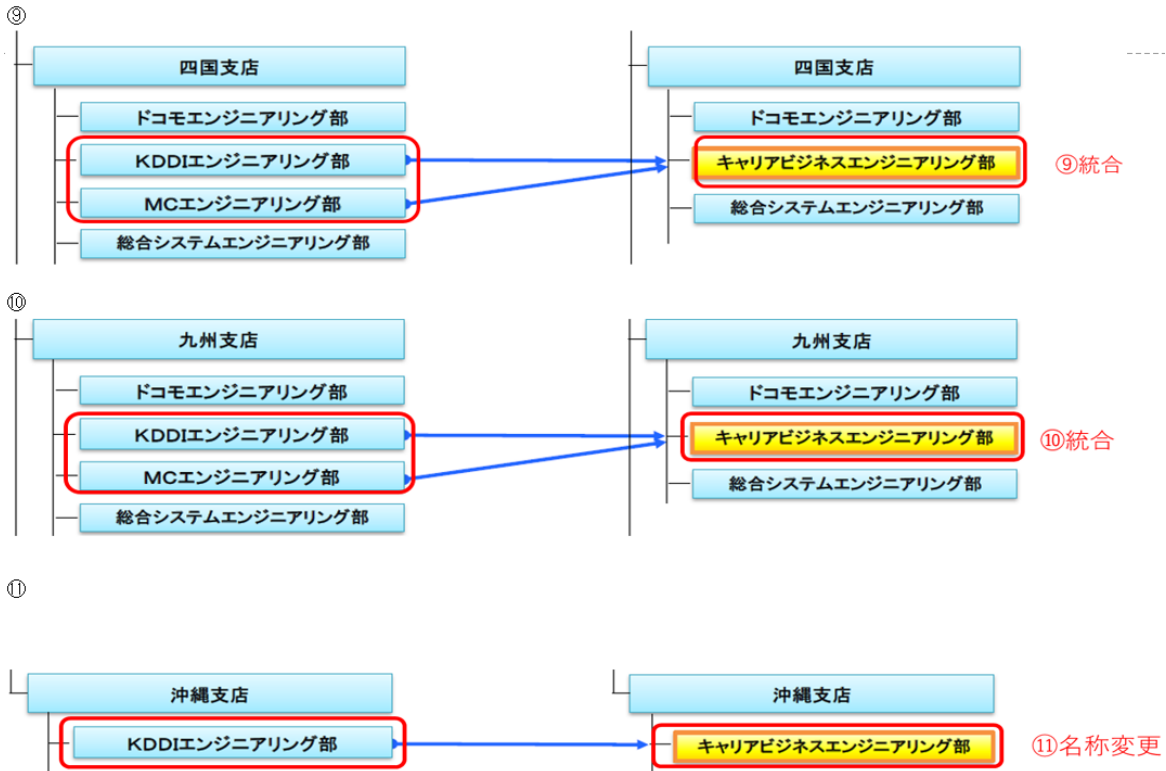 ⑨
四国支店
四国支店
ドコモエンジニアリング部
ドコモエンジニアリング部
KDDIエンジニアリング部
キャリアビジネスエンジニアリング部
⑨統合
MCエンジニアリング部
総合システムエンジニアリング部
総合システムエンジニアリング部
⑩
九州支店
九州支店
ドコモエンジニアリング部
ドコモエンジニアリング部
KDDIエンジニアリング部
キャリアビジネスエンジニアリング部
⑩統合
MCエンジニアリング部
総合システムエンジニアリング部
総合システムエンジニアリング部
⑪
沖縄支店
沖縄支店
KDDIエンジニアリング部
キャリアビジネスエンジニアリング部
⑪名称変更